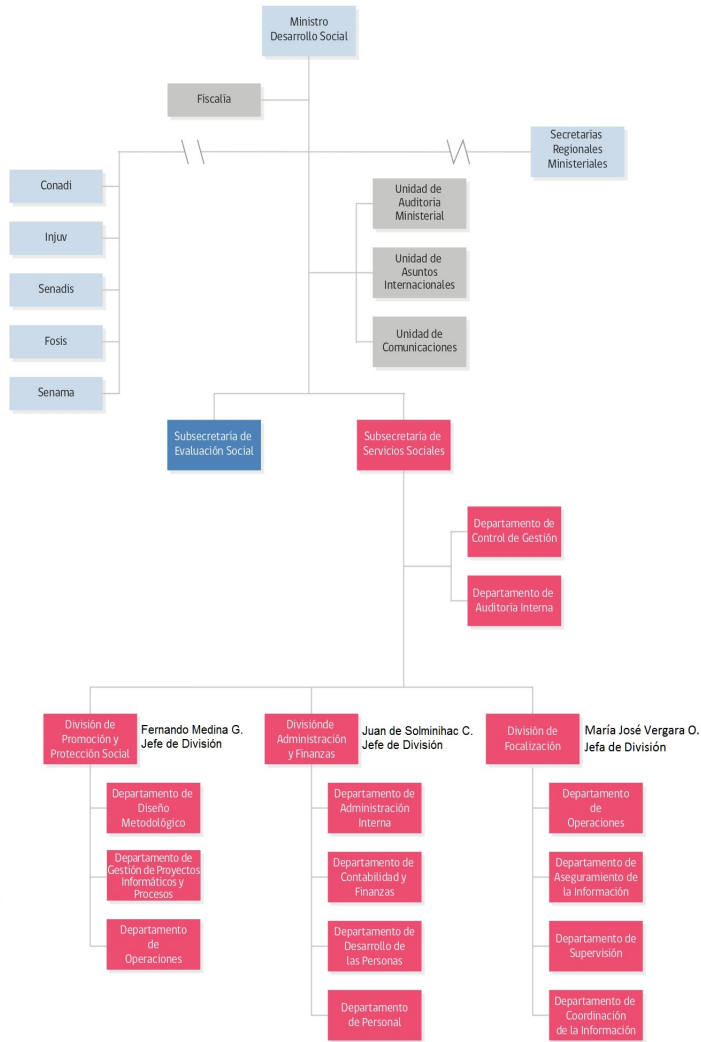 Ministro
Desarrollo Social
Fiscalía
Secretarias
Regionales
Ministeriales
Conadi
Injuv
Senadis
Fosis
Senama
Unidad de
Auditoria
Ministerial
Unidad de
Asuntos
Internacionales
Unidad de
Comunicaciones
Subsecretaría de
Evaluación Social
Subsecretaría de
Servicios Sociales
Departamento de
Control de Gestión
Departamento de
Auditoría Interna
División de
Promoción y
Protección Social
Fernando Medina G.
Jefe de División
Divisiónde
Administración
y Finanzas
Juan de Solminihac C.
Jefe de División
División de
Focalización
María José Vergara O.
Jefa de División
Departamento de
Diseño
Metodológico
Departamento de
Gestión de Proyectos
Informáticos y
Procesos
Departamento
de
Operaciones
Departamento de
Administración
Interna
Departamento de
Contabilidad y
Finanzas
Departamento de
Desarrollo de
las Personas
Departamento
de Personal
Departamento
de
Operaciones
Departamento de
Aseguramiento de
la Información
Departamento de
Supervisión
Departamento de
Coordinación
de la Información